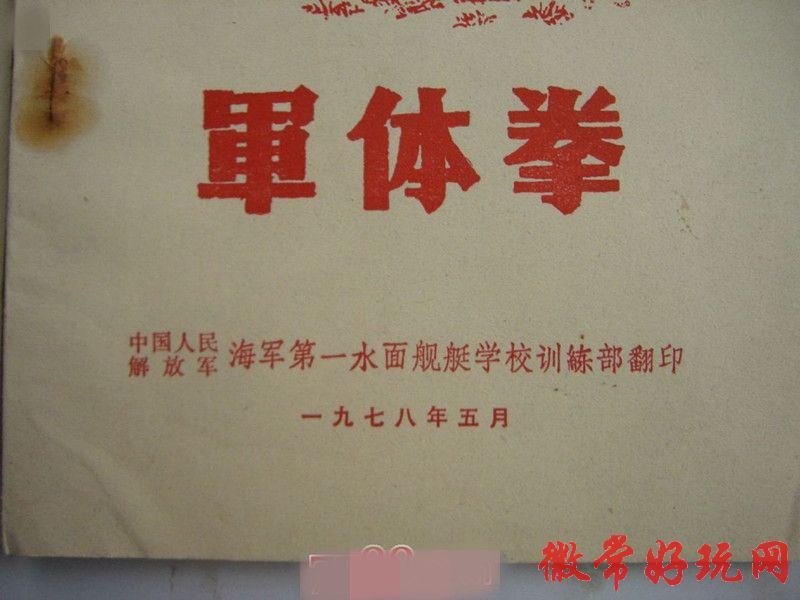 軍体拳
中国人民
解放军 海军第一水面舰艇学校训練部翻印
一九七八年五月
徽常好玩网